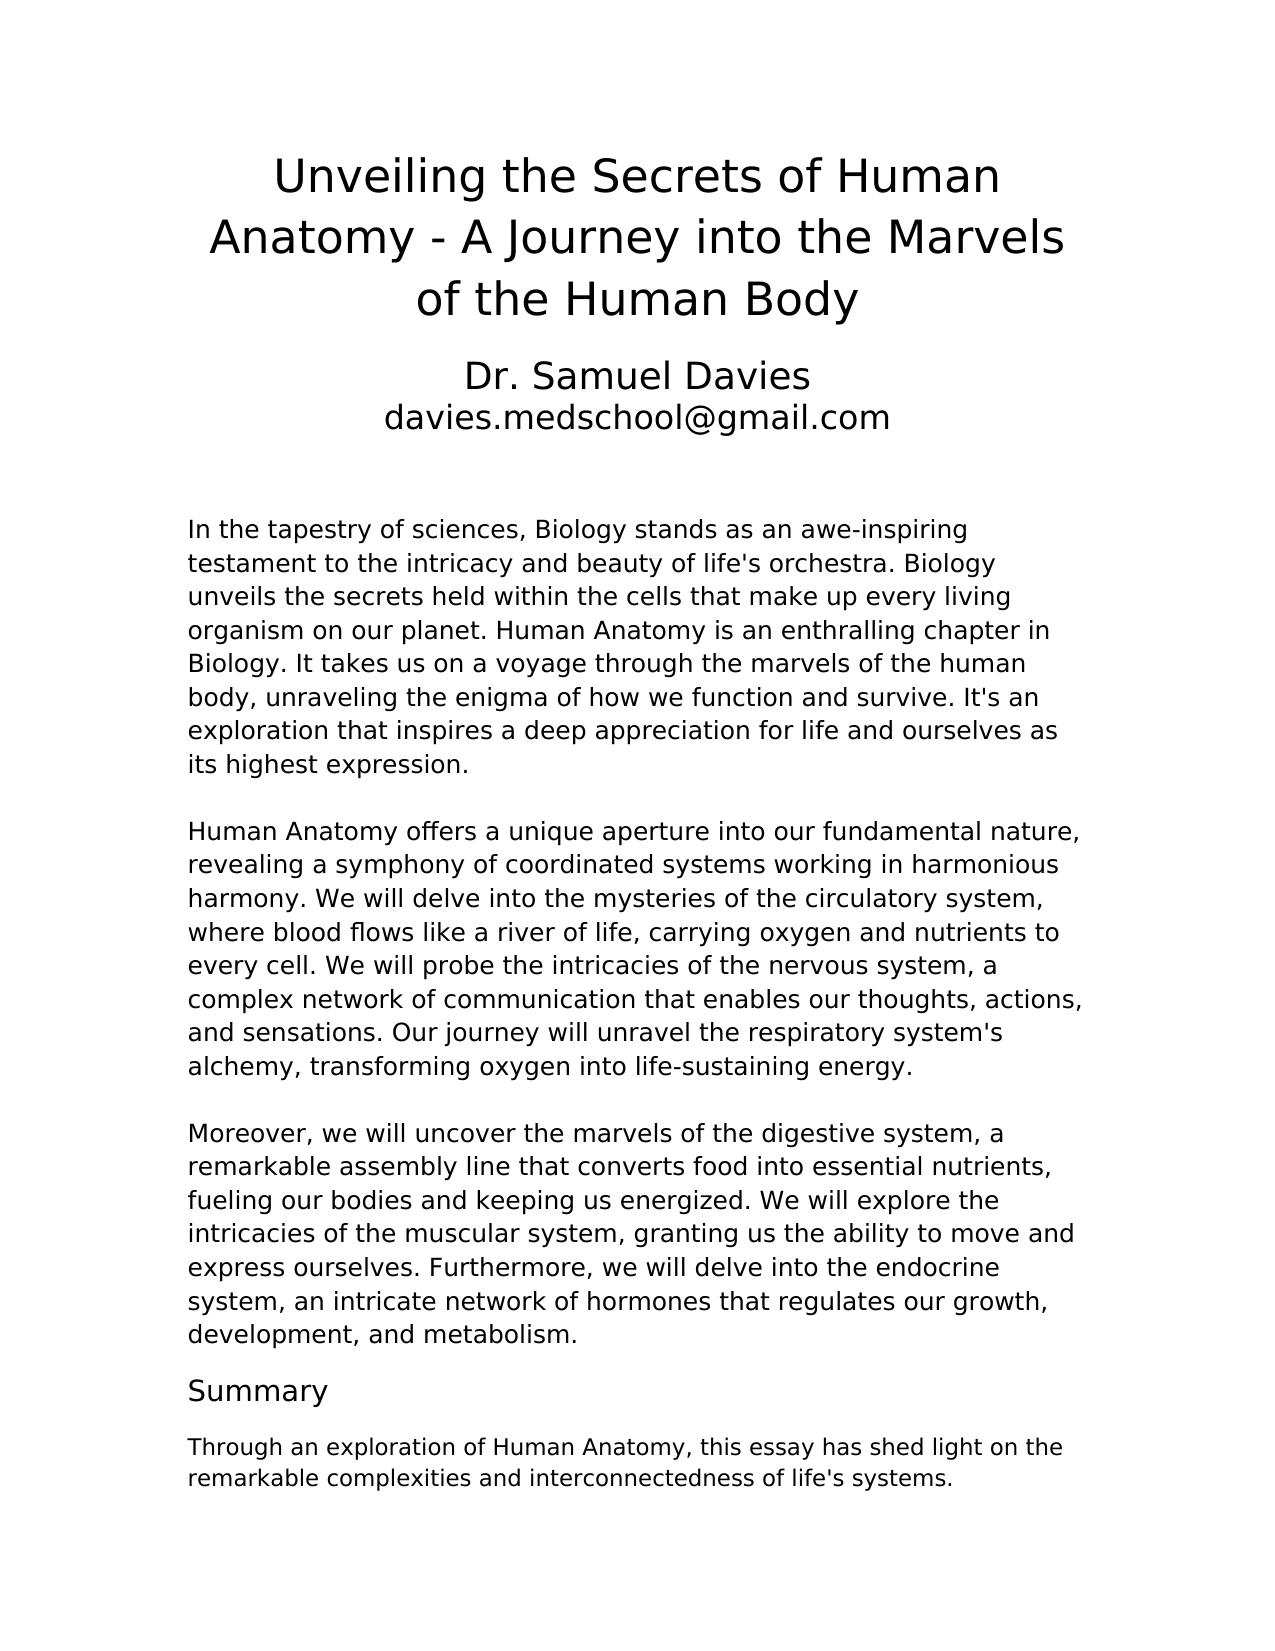 Unveiling the Secrets of Human
Anatomy - A Journey into the Marvels
of the Human Body
Dr. Samuel Davies
davies.medschool@gmail.com
In the tapestry of sciences, Biology stands as an awe-inspiring
testament to the intricacy and beauty of life's orchestra. Biology
unveils the secrets held within the cells that make up every living
organism on our planet. Human Anatomy is an enthralling chapter in
Biology. It takes us on a voyage through the marvels of the human
body, unraveling the enigma of how we function and survive. It's an
exploration that inspires a deep appreciation for life and ourselves as
its highest expression.
Human Anatomy offers a unique aperture into our fundamental nature,
revealing a symphony of coordinated systems working in harmonious
harmony. We will delve into the mysteries of the circulatory system,
where blood flows like a river of life, carrying oxygen and nutrients to
every cell. We will probe the intricacies of the nervous system, a
complex network of communication that enables our thoughts, actions,
and sensations. Our journey will unravel the respiratory system's
alchemy, transforming oxygen into life-sustaining energy.
Moreover, we will uncover the marvels of the digestive system, a
remarkable assembly line that converts food into essential nutrients,
fueling our bodies and keeping us energized. We will explore the
intricacies of the muscular system, granting us the ability to move and
express ourselves. Furthermore, we will delve into the endocrine
system, an intricate network of hormones that regulates our growth,
development, and metabolism.
Summary
Through an exploration of Human Anatomy, this essay has shed light on the
remarkable complexities and interconnectedness of life's systems.